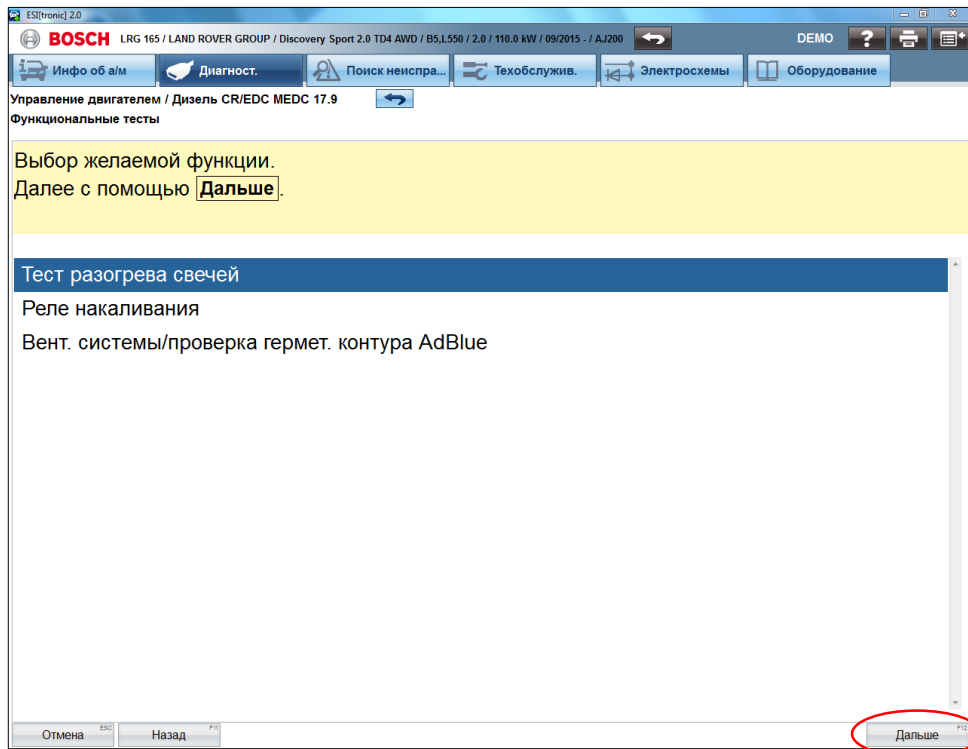 ESI[tronic] 2.0
BOSCH LRG 165 / LAND ROVER GROUP / Discovery Sport 2.0 TD4 AWD / B5,L550 / 2.0 / 110.0 kW / 09/2015 - / AJ200 DEMO ?
Инфо об а/м Диагност. Поиск неиспра... Техобслужив. Электросхемы Оборудование
Управление двигателем / Дизель CR/EDC MEDC 17.9
Функциональные тесты
Выбор желаемой функции.
Далее с помощью Дальше.
Тест разогрева свечей
Реле накаливания
Вент. системы/проверка гермет. контура AdBlue
Отмена ESC Назад F11 Дальше F12